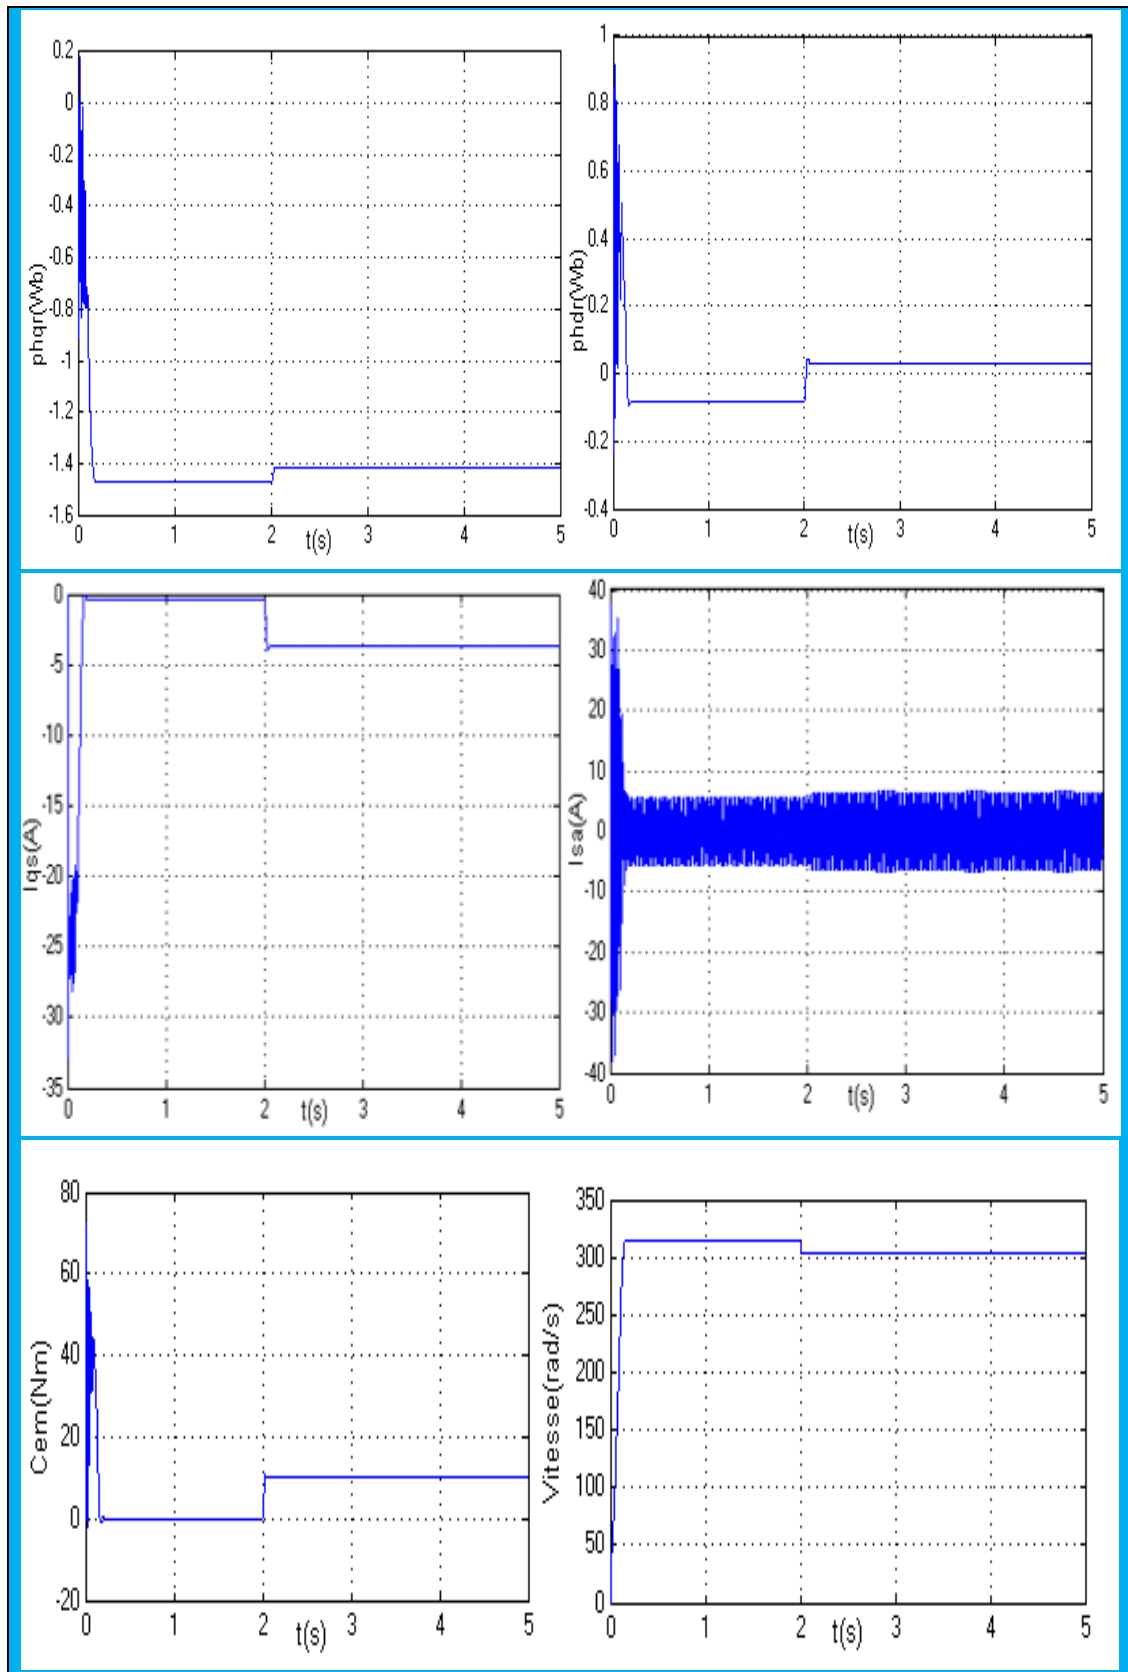 0.2
0
-0.2
-0.4
-0.6
-0.8
-1
-1.2
-1.4
-1.6
phqr(Wb)
0 1 2 3 4 5
t(s)
1
0.8
0.6
0.4
0.2
0
-0.2
-0.4
phdr(Wb)
0 1 2 3 4 5
t(s)
0
-5
-10
-15
-20
-25
-30
-35
Iqs(A)
0 1 2 3 4 5
t(s)
40
30
20
10
0
-10
-20
-30
-40
Isa(A)
0 1 2 3 4 5
t(s)
80
60
40
20
0
-20
Cem(Nm)
0 1 2 3 4 5
t(s)
350
300
250
200
150
100
50
0
Vitesse(rad/s)
0 1 2 3 4 5
t(s)